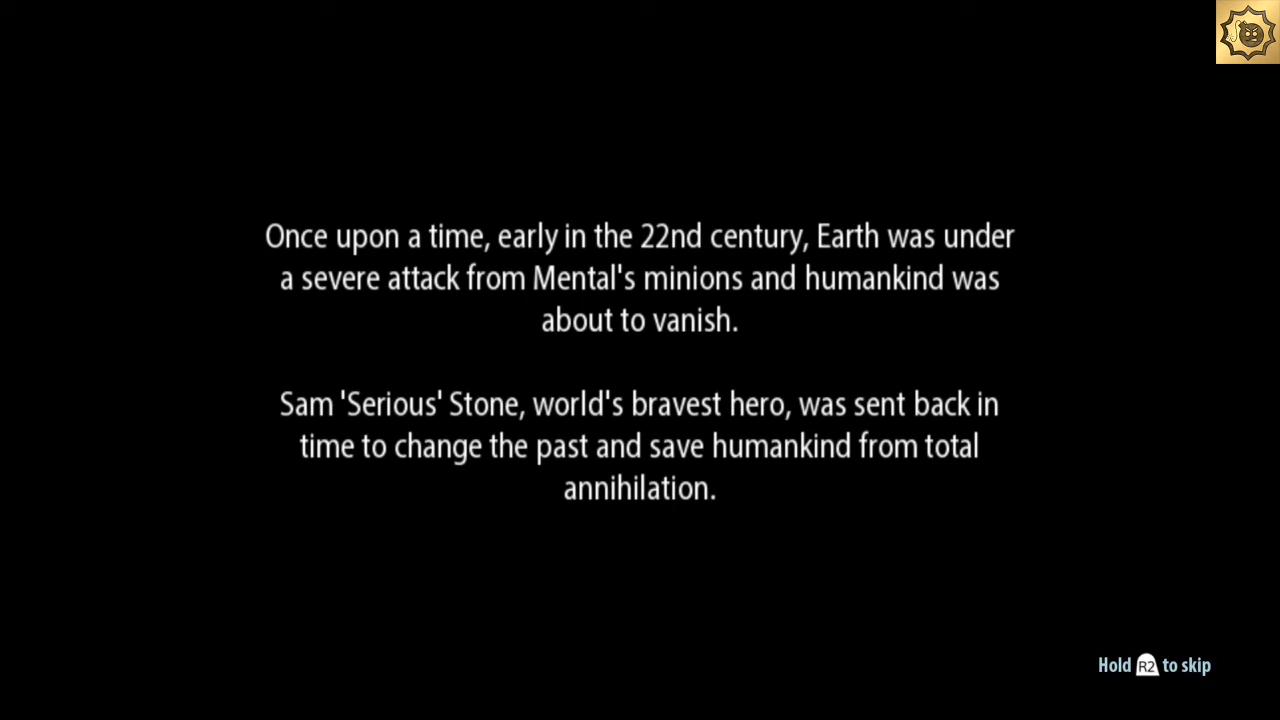 Once upon a time, early in the 22nd century, Earth was under
a severe attack from Mental's minions and humankind was
about to vanish.
Sam 'Serious' Stone, world's bravest hero, was sent back in
time to change the past and save humankind from total
annihilation.
Hold R2 to skip